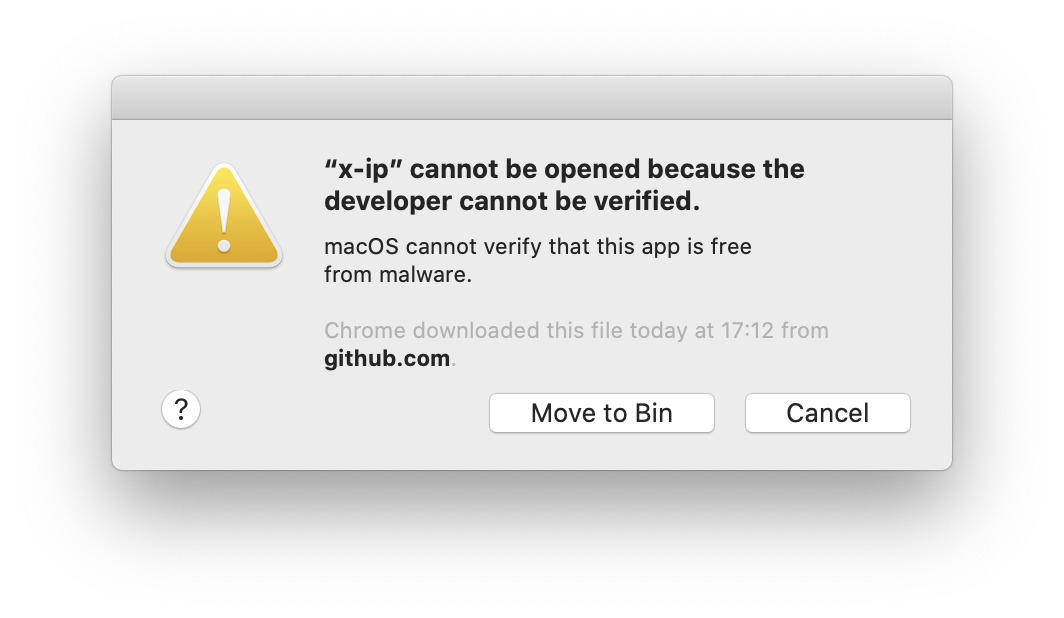 “x-ip” cannot be opened because the
developer cannot be verified.
macOS cannot verify that this app is free
from malware.
Chrome downloaded this file today at 17:12 from
github.com.
?
Move to Bin
Cancel